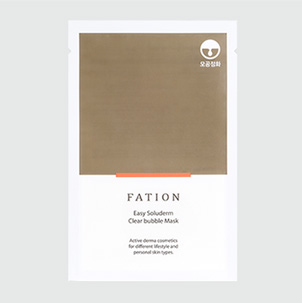 모공정화
FATION
Easy Soluderm
Clear bubble Mask
Active derma cosmetics
for different lifestyle and
personal skin types.